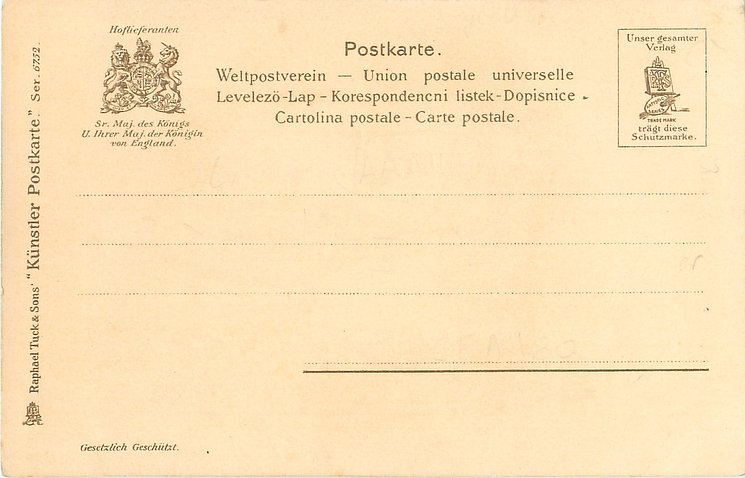 Hoflieferanten
Sr. Maj. des Königs
U. Ihrer Maj. der Königin
von England.
Postkarte.
Weltpostverein — Union postale universelle
Levelezö-Lap – Korespondencni listek - Dopisnice -
Cartolina postale - Carte postale.
Unser gesamter
Verlag
TRADE MARK
trägt diese
Schutzmarke.
Raphael Tuck & Sons' "Künstler Postkarte". Ser. 6732.
Gesetzlich Geschützt.